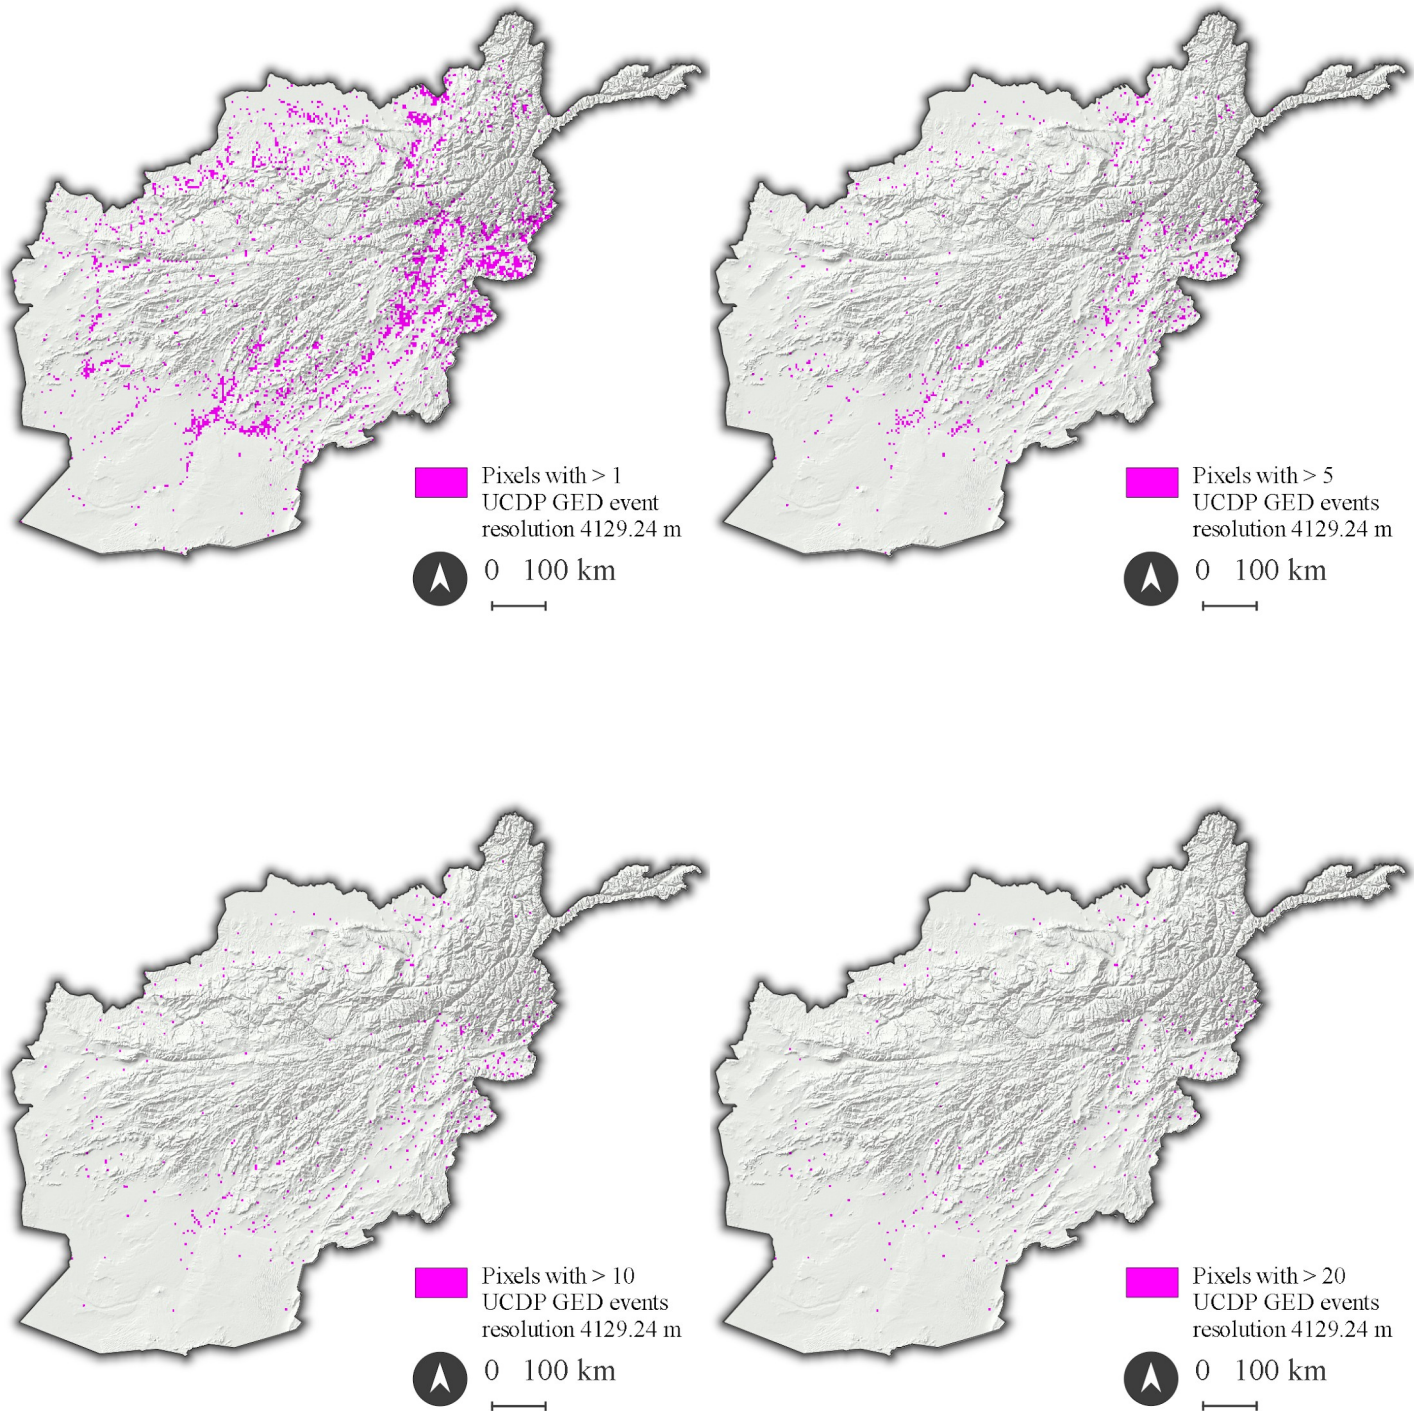 Pixels with > 1
UCDP GED event
resolution 4129.24 m
0 100 km
Pixels with > 5
UCDP GED events
resolution 4129.24 m
0 100 km
Pixels with > 10
UCDP GED events
resolution 4129.24 m
0 100 km
Pixels with > 20
UCDP GED events
resolution 4129.24 m
0 100 km